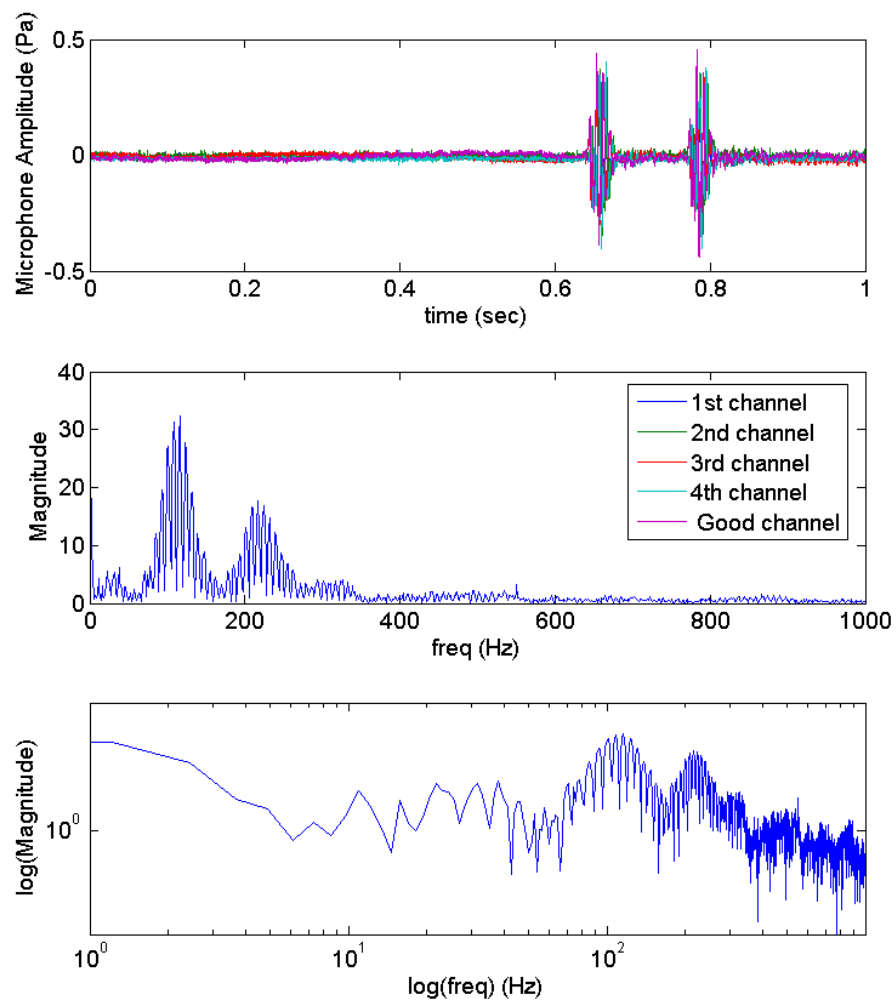 Microphone Amplitude (Pa)
0.5
0
-0.5
0 0.2 0.4 0.6 0.8 1
time (sec)
Magnitude
40
30
20
10
0
1st channel
2nd channel
3rd channel
4th channel
Good channel
0 200 400 600 800 1000
freq (Hz)
log(Magnitude)
10^0
10^0 10^1 10^2
log(freq) (Hz)